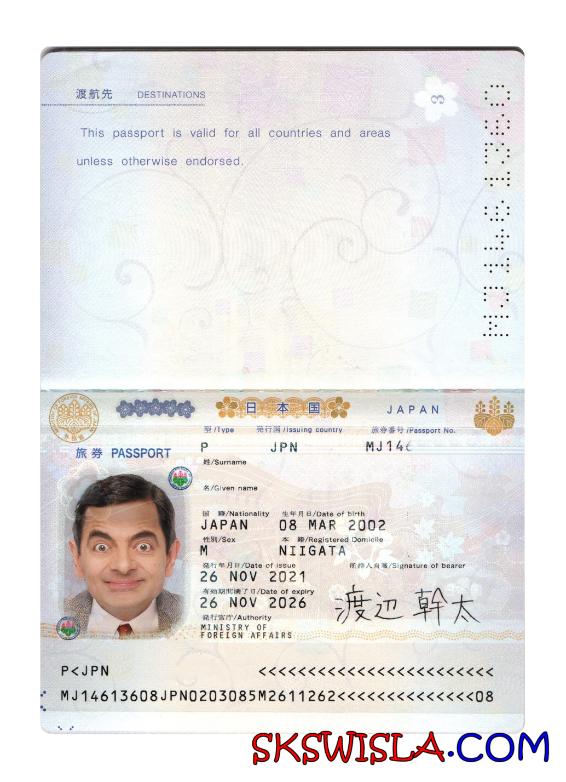 渡航先 DESTINATIONS
3
This passport is valid for all countries and areas
unless otherwise endorsed.
MJ1461360
日本国 JAPAN
型/Type 発行国/Issuing country 旅券番号/Passport No.
旅券 PASSPORT P JPN MJ146
姓/Surname
名/Given name
国籍/Nationality 生年月日/Date of birth
JAPAN 08 MAR 2002
性別/Sex 本籍/Registered Domicile
M NIIGATA
発行年月日/Date of issue 所持人自署/Signature of bearer
26 NOV 2021
有効期間満了日/Date of expiry
26 NOV 2026
渡辺幹太
発行官庁/Authority
MINISTRY OF
FOREIGN AFFAIRS
P<JPN <<<<<<<<<<<<<<<<<<<<<<<<<
MJ14613608JPN0203085M2611262<<<<<<<<<<<<<<08
SKSWISLA.COM